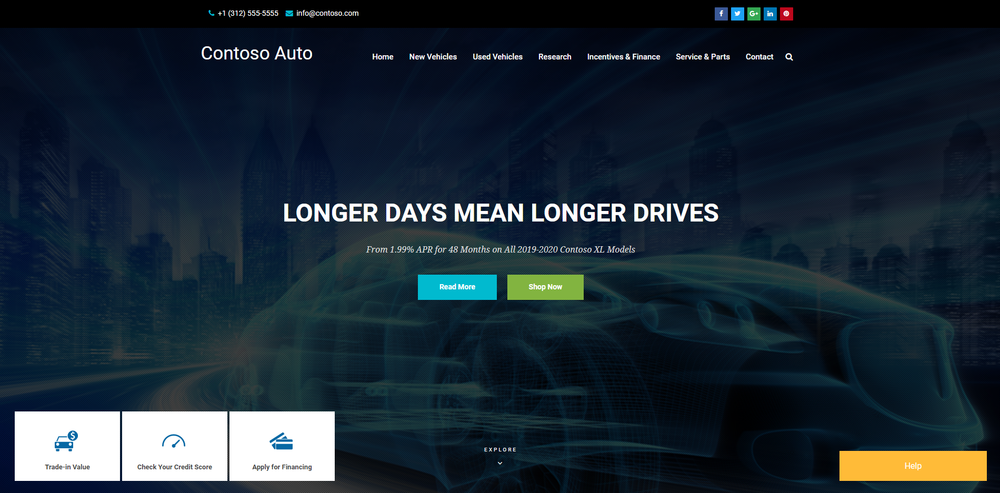 +1 (312) 555-5555 info@contoso.com
Contoso Auto
Home New Vehicles Used Vehicles Research Incentives & Finance Service & Parts Contact
LONGER DAYS MEAN LONGER DRIVES
From 1.99% APR for 48 Months on All 2019-2020 Contoso XL Models
Read More Shop Now
EXPLORE
Trade-in Value Check Your Credit Score Apply for Financing
Help